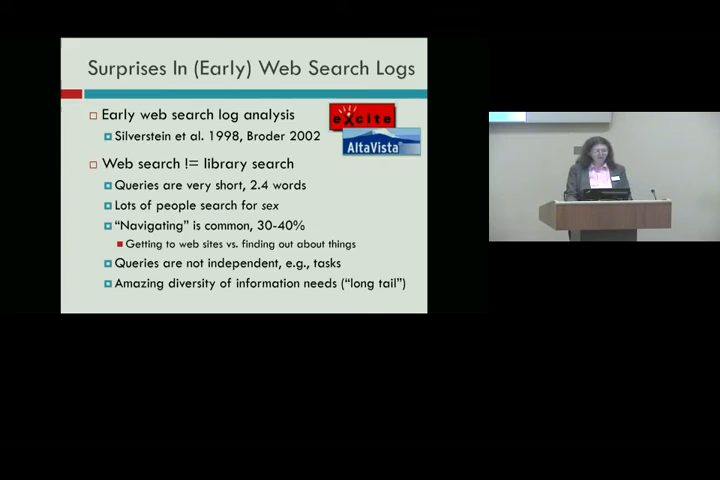 Surprises In (Early) Web Search Logs
Early web search log analysis
Silverstein et al. 1998, Broder 2002
excite
AltaVista
Web search != library search
Queries are very short, 2.4 words
Lots of people search for sex
“Navigating” is common, 30-40%
Getting to web sites vs. finding out about things
Queries are not independent, e.g., tasks
Amazing diversity of information needs (“long tail”)